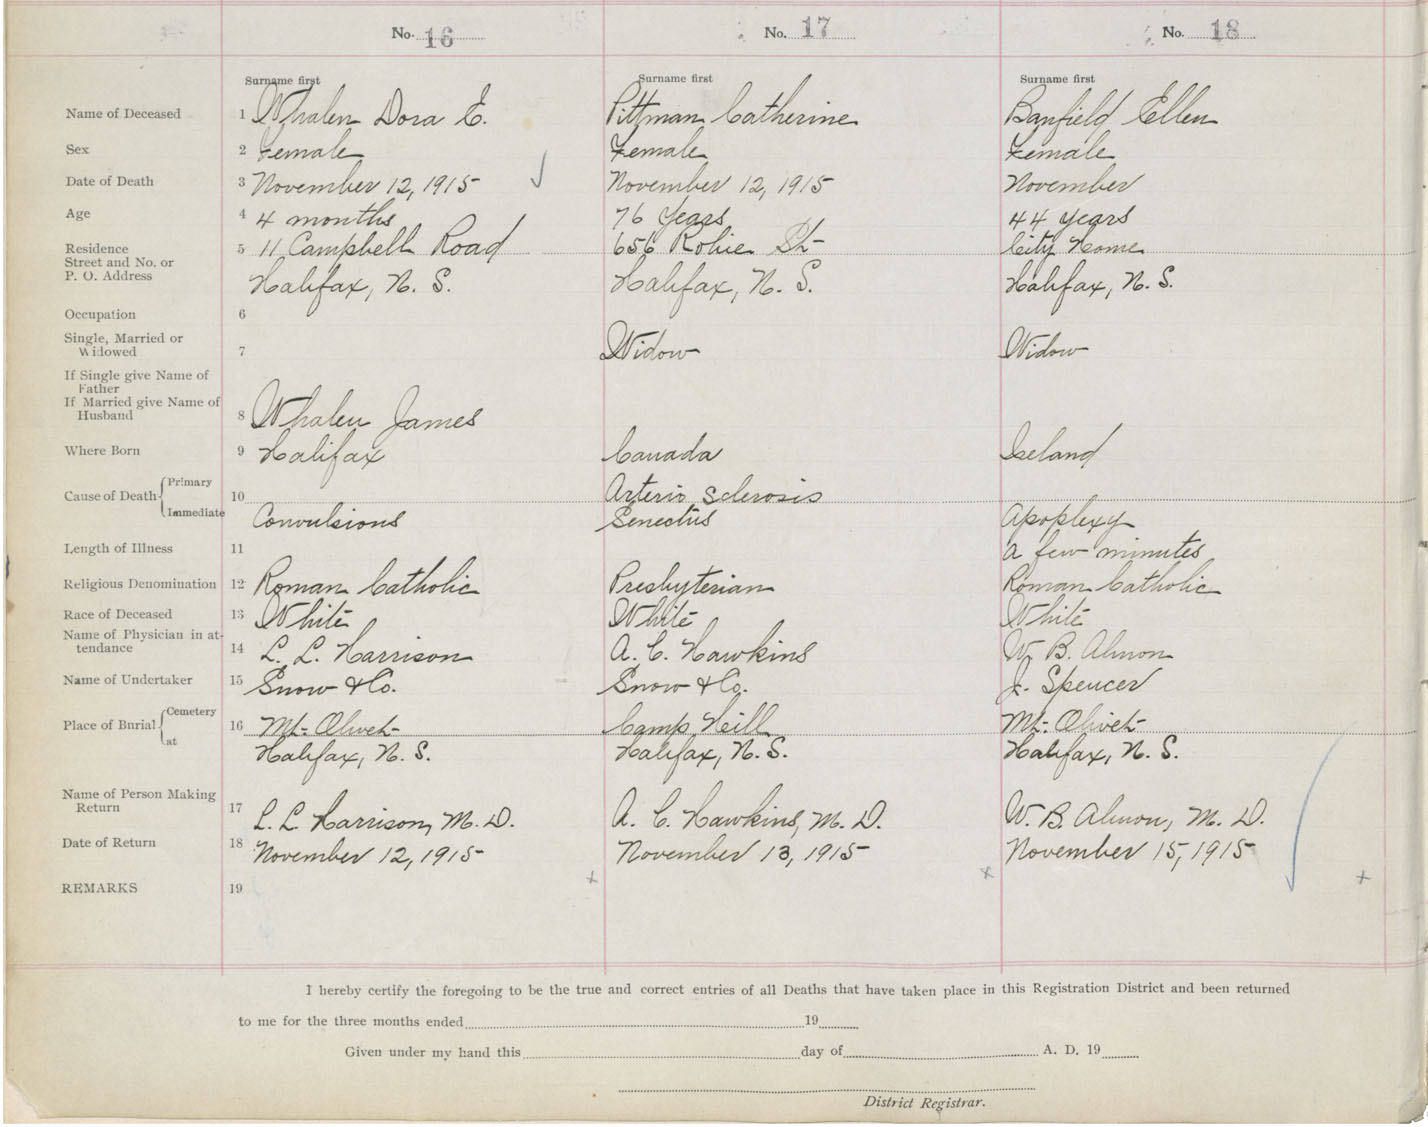 No. 16 No. 17 No. 18
Surname first Surname first Surname first
Name of Deceased 1 Whalen Dora E. Pittman Catherine Banfield Ellen
Sex 2 Female Female Female
Date of Death 3 November 12, 1915 November 12, 1915 November
Age 4 4 months 76 Years 44 years
Residence 5 11 Campbell Road 656 Robie St City Home
Street and No. or
P. O. Address Halifax, N. S. Halifax, N. S. Halifax, N. S.
Occupation 6
Single, Married or
Widowed 7 Widow Widow
If Single give Name of
Father
If Married give Name of
Husband 8 Whalen James
Where Born 9 Halifax Canada Ireland
Primary
Cause of Death 10 Arterio Sclerosis
Immediate Convulsions Senectus Apoplexy
Length of Illness 11 a few minutes
Religious Denomination 12 Roman Catholic Presbyterian Roman Catholic
Race of Deceased 13 White White White
Name of Physician in at-
tendance 14 L. L. Harrison A. C. Hawkins W. B. Almon
Name of Undertaker 15 Snow & Co. Snow & Co. J. Spencer
Cemetery
Place of Burial 16 Mt. Olivet Camp Hill Mt. Olivet
at Halifax, N. S. Halifax, N. S. Halifax, N. S.
Name of Person Making
Return 17 L. L. Harrison, M. D. A. C. Hawkins, M. D. W. B. Almon, M. D.
Date of Return 18 November 12, 1915 November 13, 1915 November 15, 1915
REMARKS 19
I hereby certify the foregoing to be the true and correct entries of all Deaths that have taken place in this Registration District and been returned
to me for the three months ended 19
Given under my hand this day of A. D. 19
District Registrar.